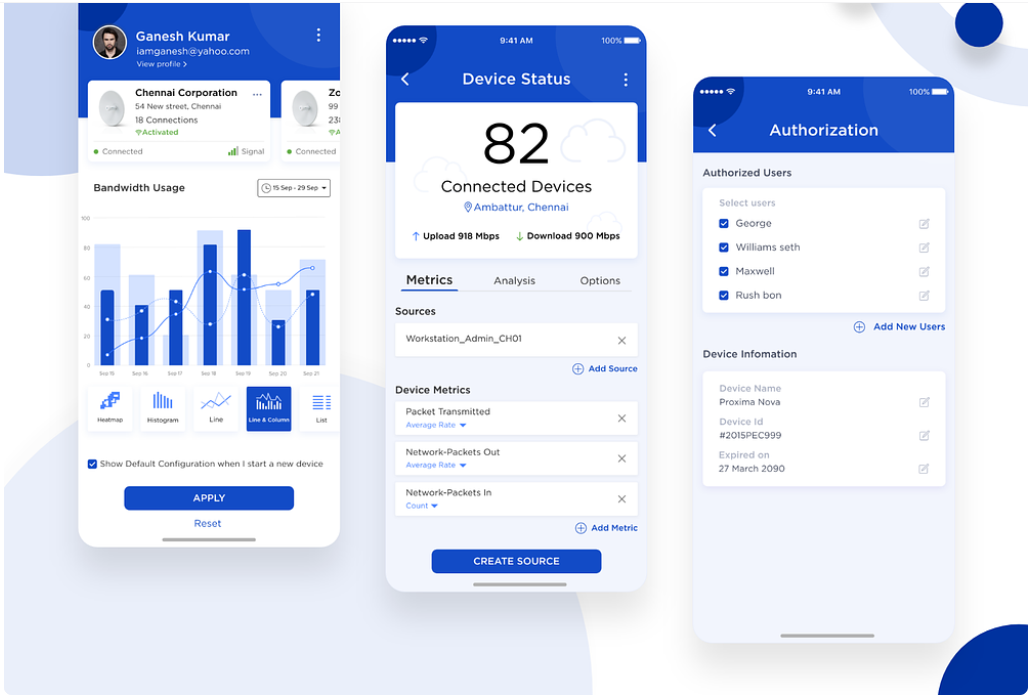 Ganesh Kumar
iamganesh@yahoo.com
View profile >
Chennai Corporation ...
54 New street, Chennai
18 Connections
Activated
Connected
Signal
Zo
99
23
Connected
Bandwidth Usage
15 Sep - 29 Sep
100
80
60
40
20
0
Sep 15 Sep 16 Sep 17 Sep 18 Sep 19 Sep 20 Sep 21
Heatmap
Histogram
Line
Line & Column
List
Show Default Configuration when I start a new device
APPLY
Reset
9:41 AM
100%
Device Status
82
Connected Devices
Ambattur, Chennai
Upload 918 Mbps
Download 900 Mbps
Metrics
Analysis
Options
Sources
Workstation_Admin_CH01
Add Source
Device Metrics
Packet Transmitted
Average Rate
Network-Packets Out
Average Rate
Network-Packets In
Count
Add Metric
CREATE SOURCE
9:41 AM
100%
Authorization
Authorized Users
Select users
George
Williams seth
Maxwell
Rush bon
Add New Users
Device Infomation
Device Name
Proxima Nova
Device Id
#2015PEC999
Expired on
27 March 2090